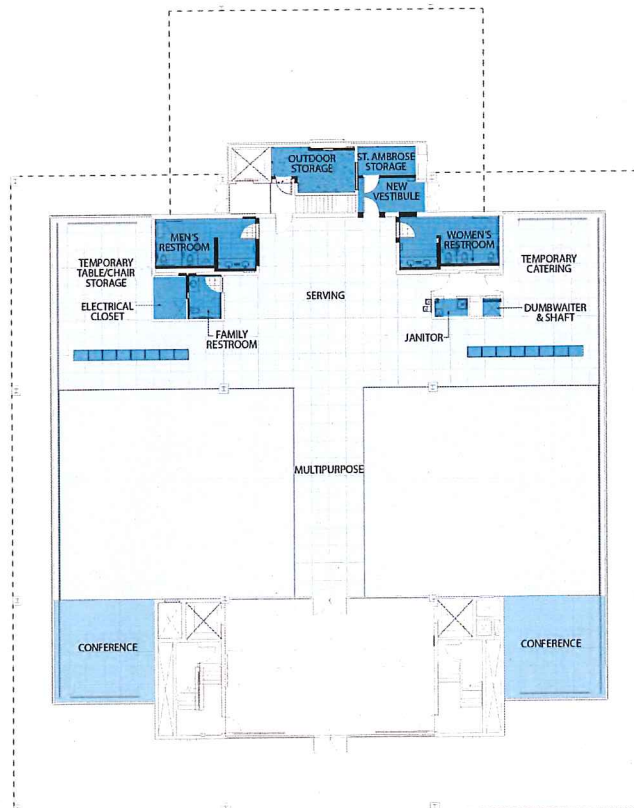 OUTDOOR
STORAGE
ST. AMBROSE
STORAGE
NEW
VESTIBULE
MEN'S
RESTROOM
WOMEN'S
RESTROOM
TEMPORARY
TABLE/CHAIR
STORAGE
TEMPORARY
CATERING
SERVING
ELECTRICAL
CLOSET
DUMBWAITER
& SHAFT
FAMILY
RESTROOM
JANITOR
MULTIPURPOSE
CONFERENCE
CONFERENCE